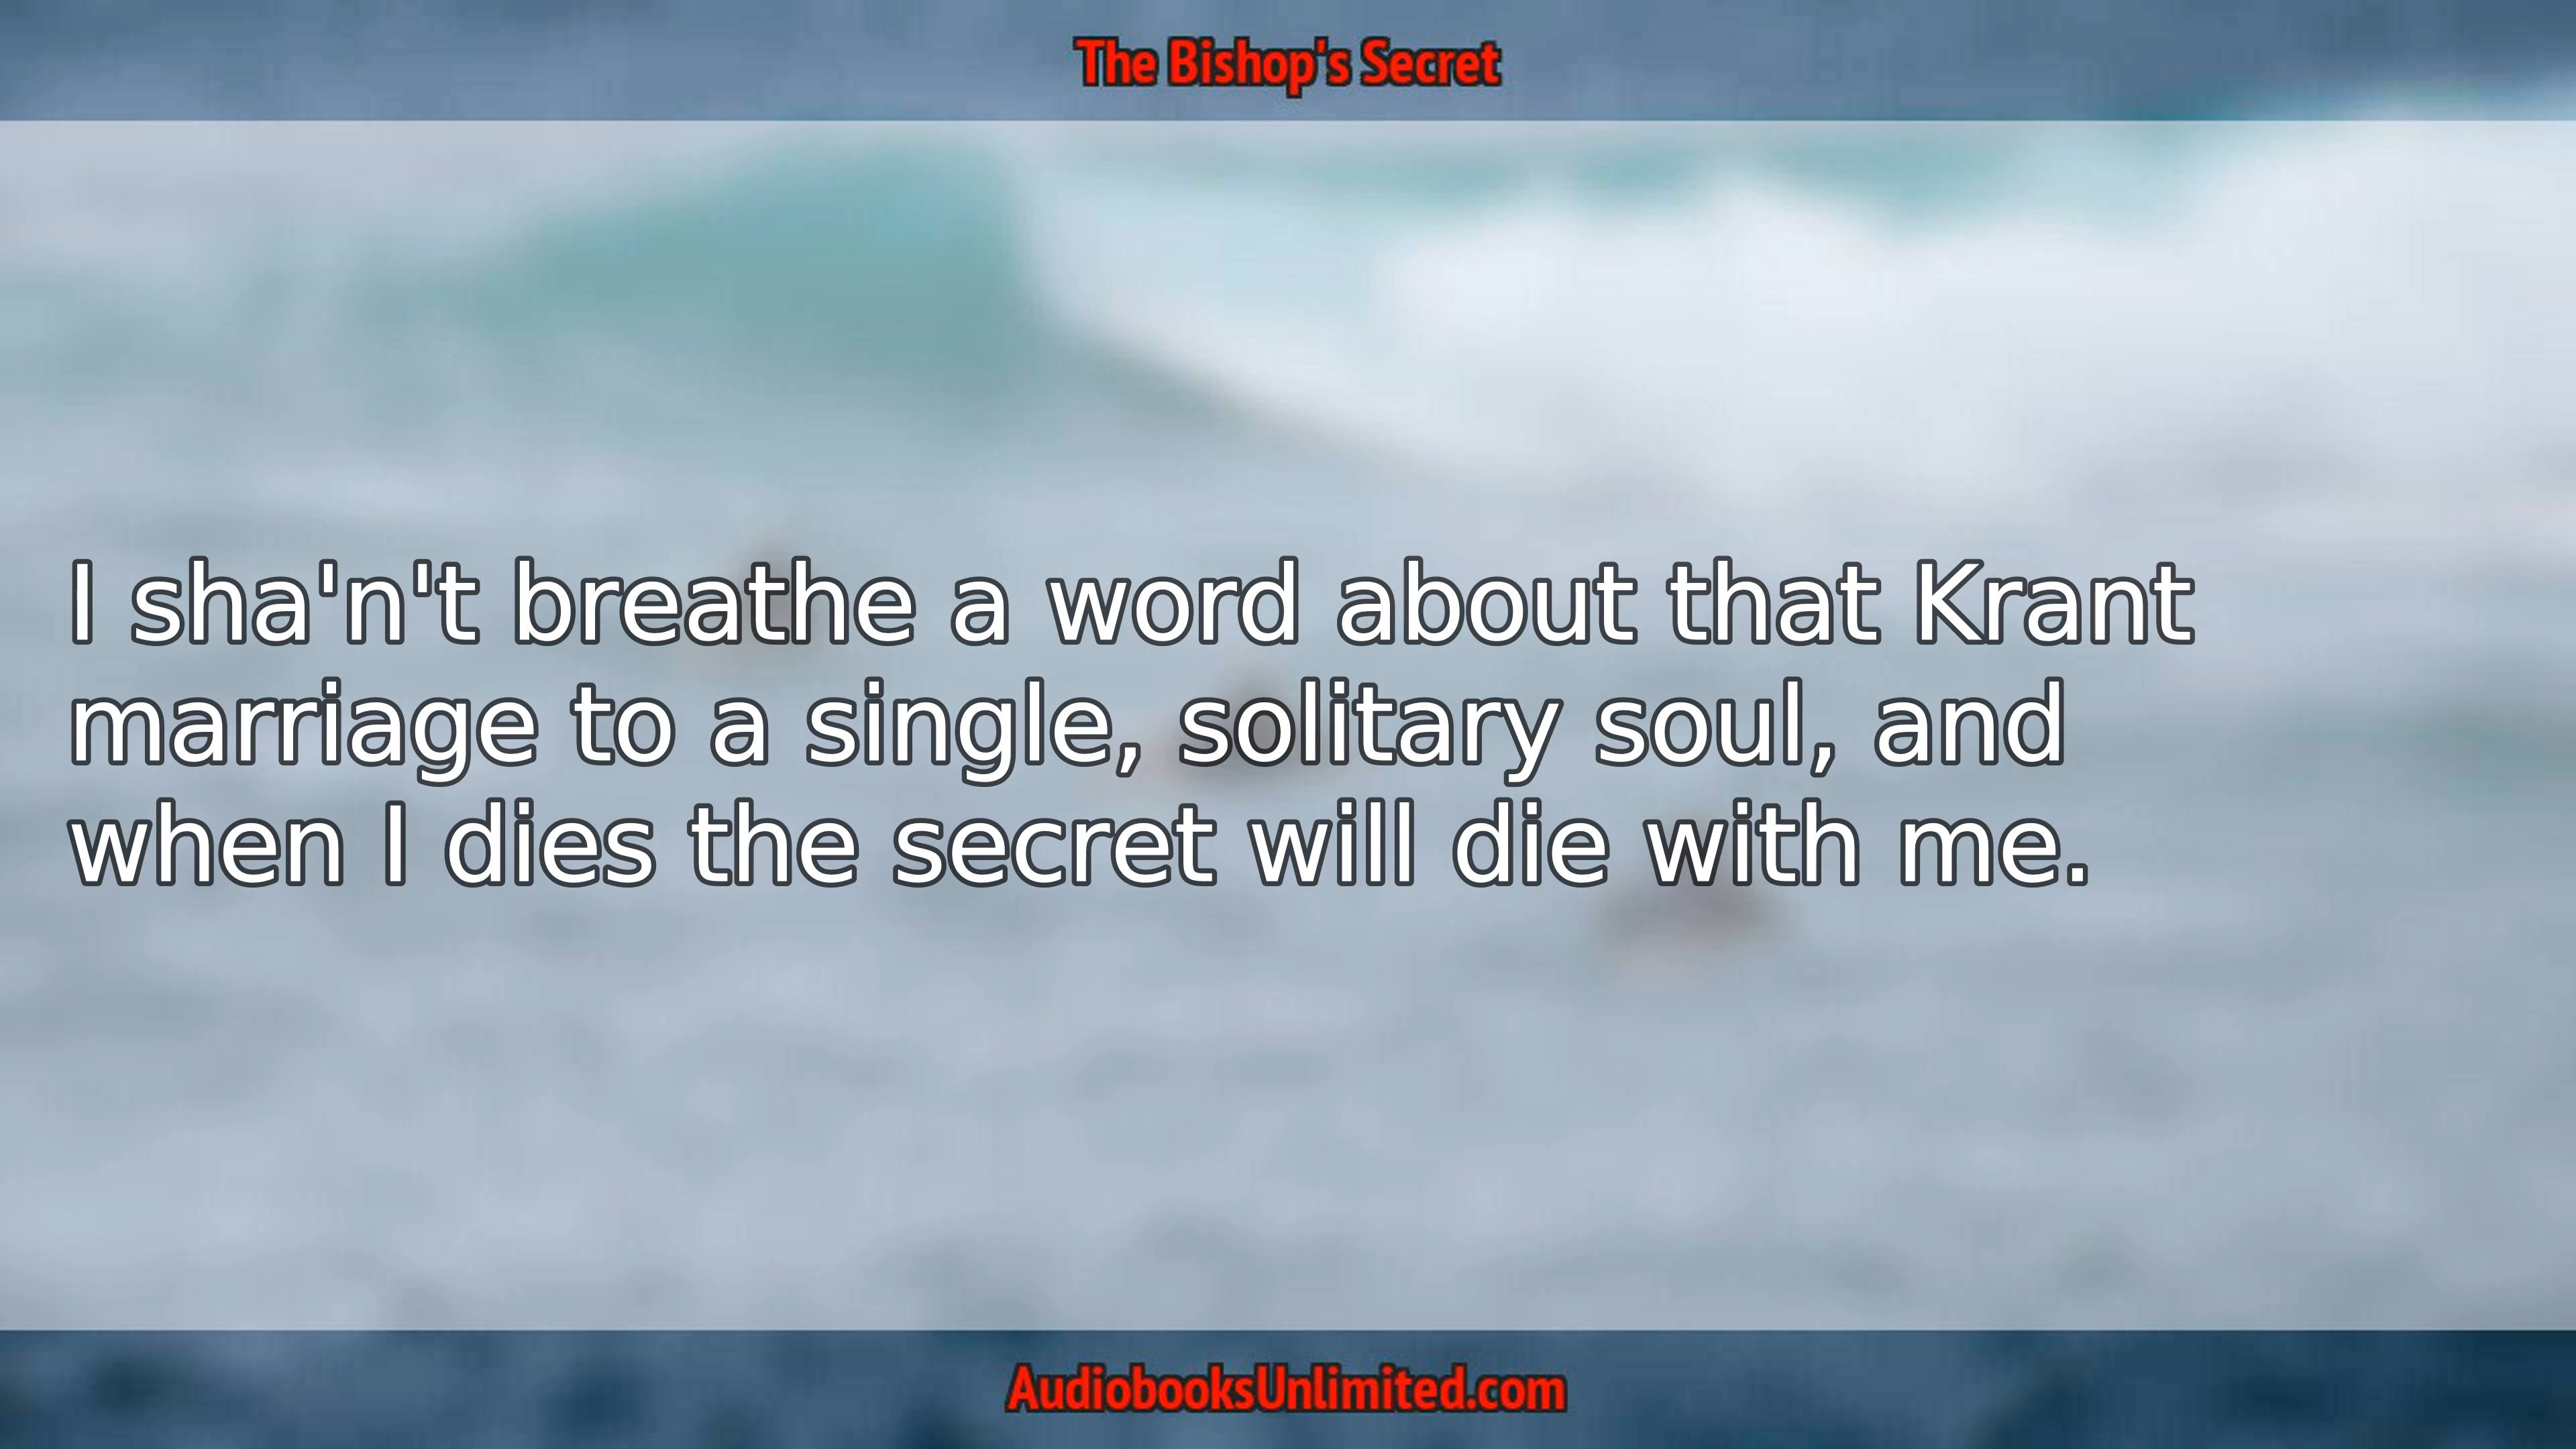 The Bishop's Secret
I sha'n't breathe a word about that Krant
marriage to a single, solitary soul, and
when I dies the secret will die with me.
AudiobooksUnlimited.com